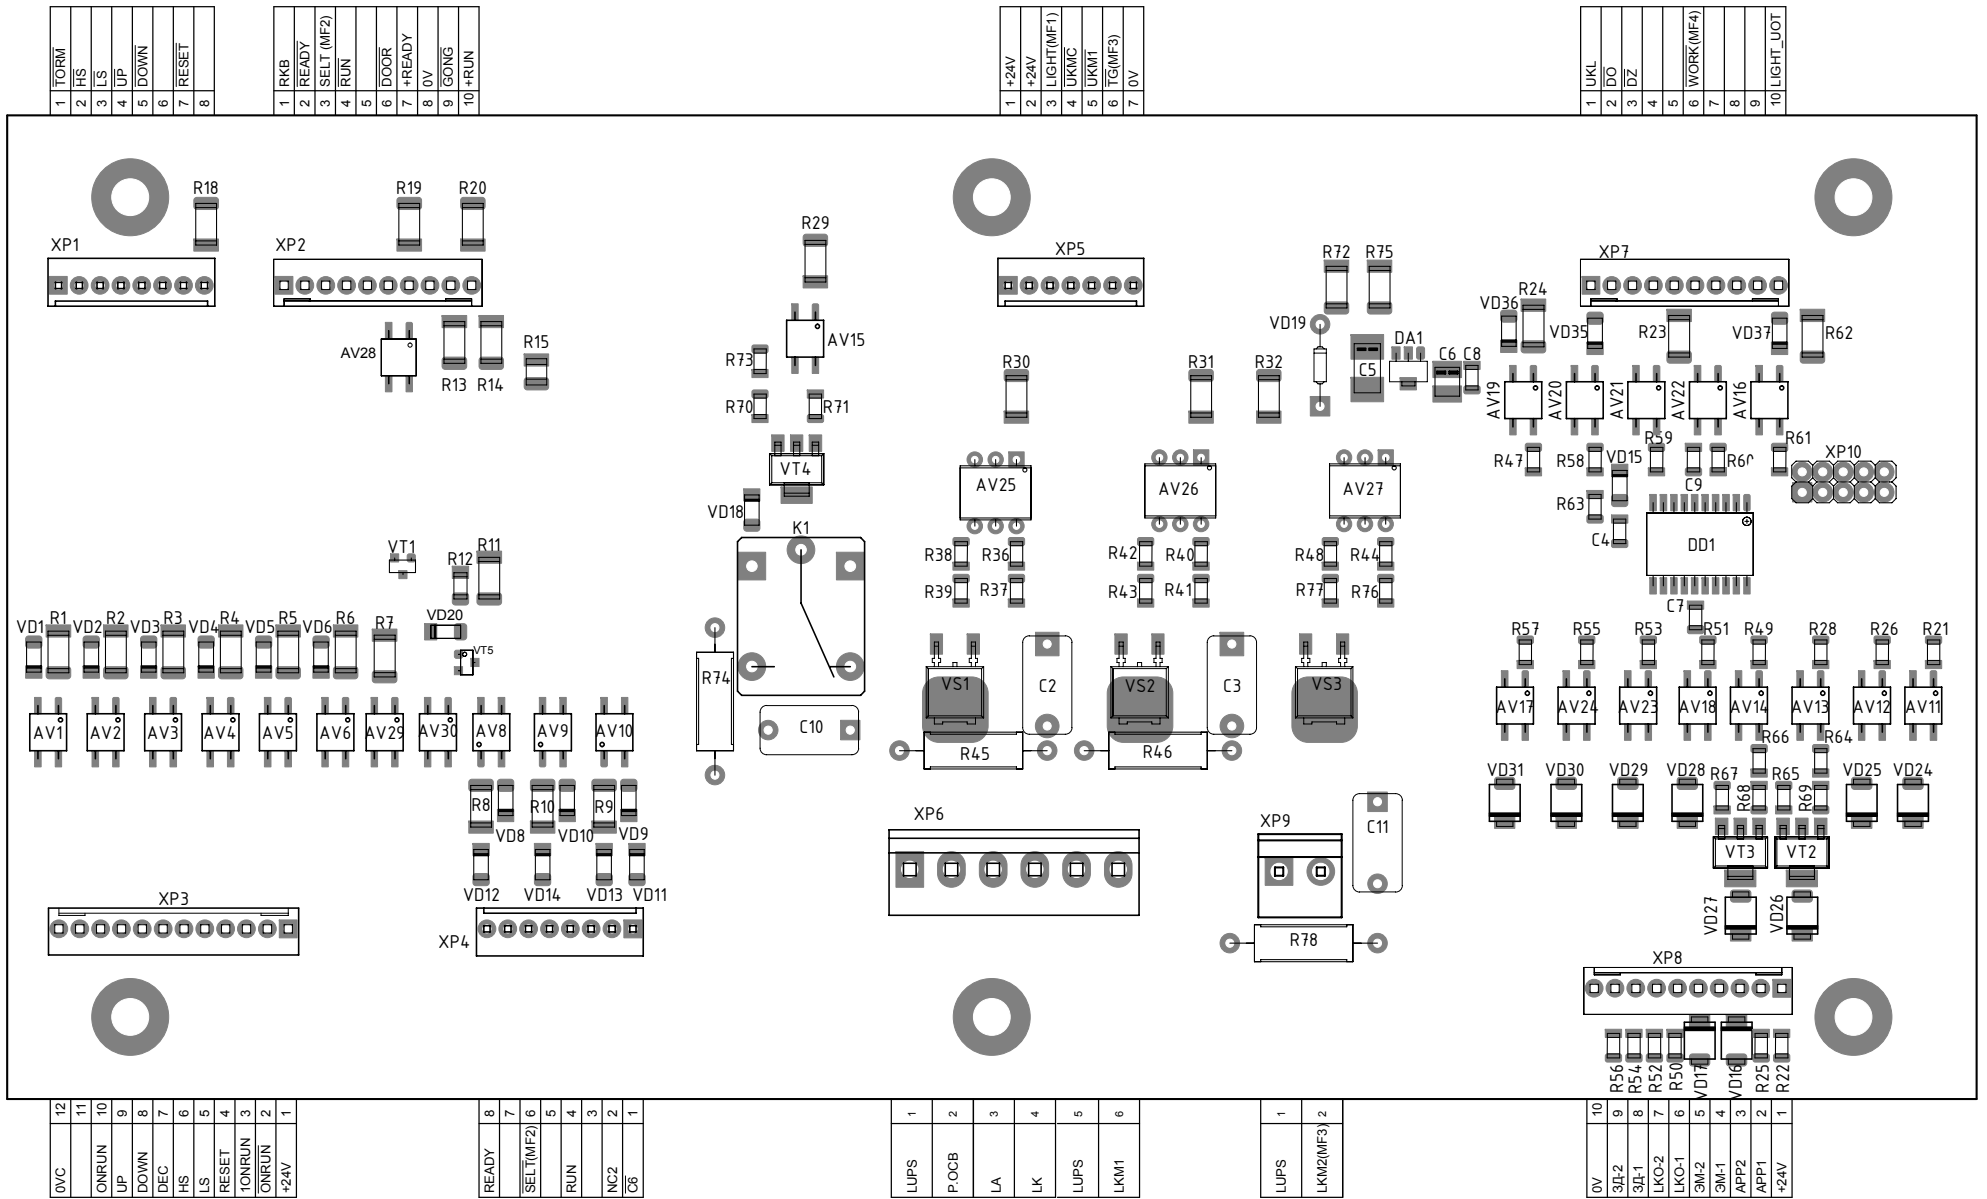 1 TORM
2 HS
3 LS
4 UP
5 DOWN
6
7 RESET
8
1 RKB
2 READY
3 SELT (MF2)
4 RUN
5
6 DOOR
7 +READY
8 0V
9 GONG
10 +RUN
1 +24V
2 +24V
3 LIGHT(MF1)
4 UKMC
5 UKM1
6 TG(MF3)
7 0V
1 UKL
2 DO
3 DZ
4
5
6 WORK(MF4)
7
8
9
10 LIGHT_UOT
R18 R19 R20
R29
XP1 XP2 XP5 XP7
R72 R75
R24
VD36
VD19 VD35 R23 VD37 R62
AV28 R15 AV15 DA1
R73 R30 R31 R32 C5 C6 C8
R13 R14
AV19 AV20 AV21 AV22 AV16
R70 R71
R59 R61
VT4 R47 R58 VD15 R60 XP10
AV25 AV26 AV27 C9
VD18 R63
K1
C4 DD1
VT1 R11 R38 R36 R42 R40 R48 R44
R12
R39 R37 R43 R41 R77 R76
C7
VD1 R1 VD2 R2 VD3 R3 VD4 R4 VD5 R5 VD6 R6 R7 VD20
R57 R55 R53 R51 R49 R28 R26 R21
VT5
R74 VS1 C2 VS2 C3 VS3
AV17 AV24 AV23 AV18 AV14 AV13 AV12 AV11
AV1 AV2 AV3 AV4 AV5 AV6 AV29 AV30 AV8 AV9 AV10 C10
R66 R64
R45 R46
VD31 VD30 VD29 VD28 R67 R68 R65 R69 VD25 VD24
R8 R10 R9
XP6 XP9 C11
VD8 VD10 VD9
VT3 VT2
VD12 VD14 VD13 VD11
XP3
VD27 VD26
XP4 R78
XP8
R56 R54 R52 R50 VD17 VD16 R25 R22
12 0VC
11
10 ONRUN
9 UP
8 DOWN
7 DEC
6 HS
5 LS
4 RESET
3 1ONRUN
2 ONRUN
1 +24V
8 READY
7
6 SELT(MF2)
5
4 RUN
3
2 NC2
1 C6
1 LUPS
2 P.OCB
3 LA
4 LK
5 LUPS
6 LKM1
1 LUPS
2 LKM2(MF3)
10 0V
9 3Д-2
8 3Д-1
7 LKO-2
6 LKO-1
5 ЭM-2
4 ЭM-1
3 APP2
2 APP1
1 +24V